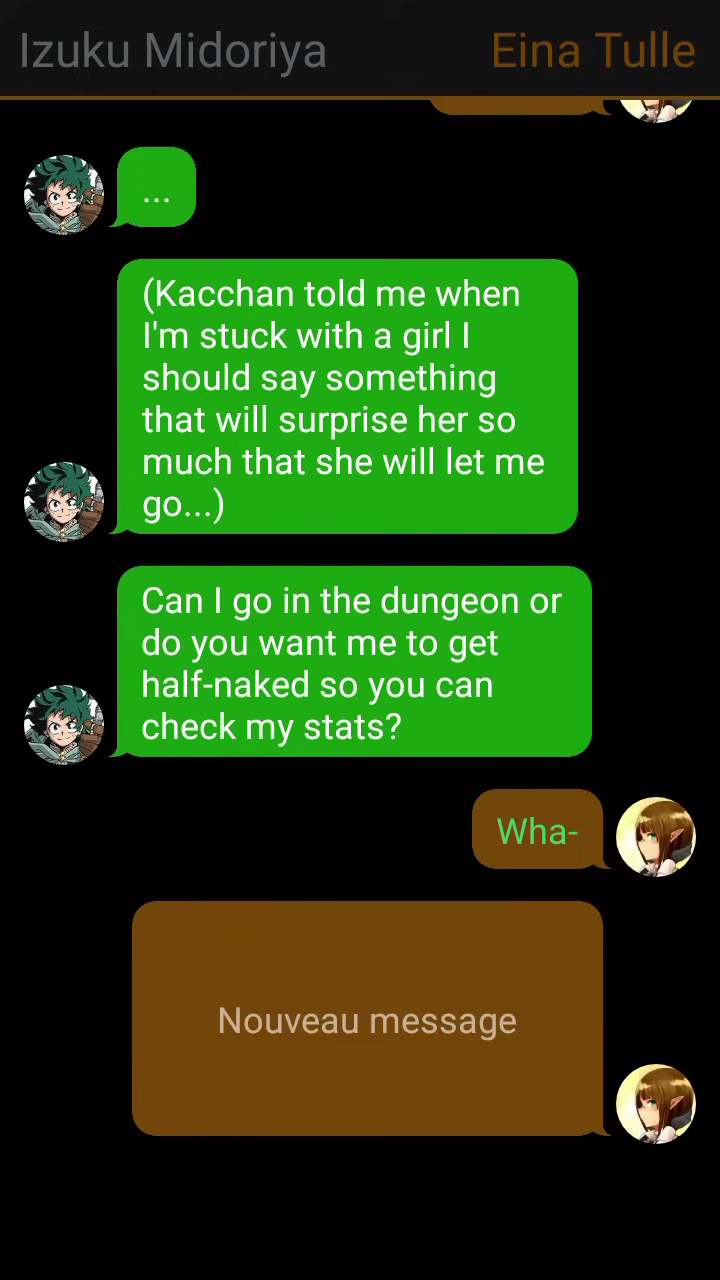 Izuku Midoriya
Eina Tulle
...
(Kacchan told me when
I'm stuck with a girl I
should say something
that will surprise her so
much that she will let me
go...)
Can I go in the dungeon or
do you want me to get
half-naked so you can
check my stats?
Wha-
Nouveau message